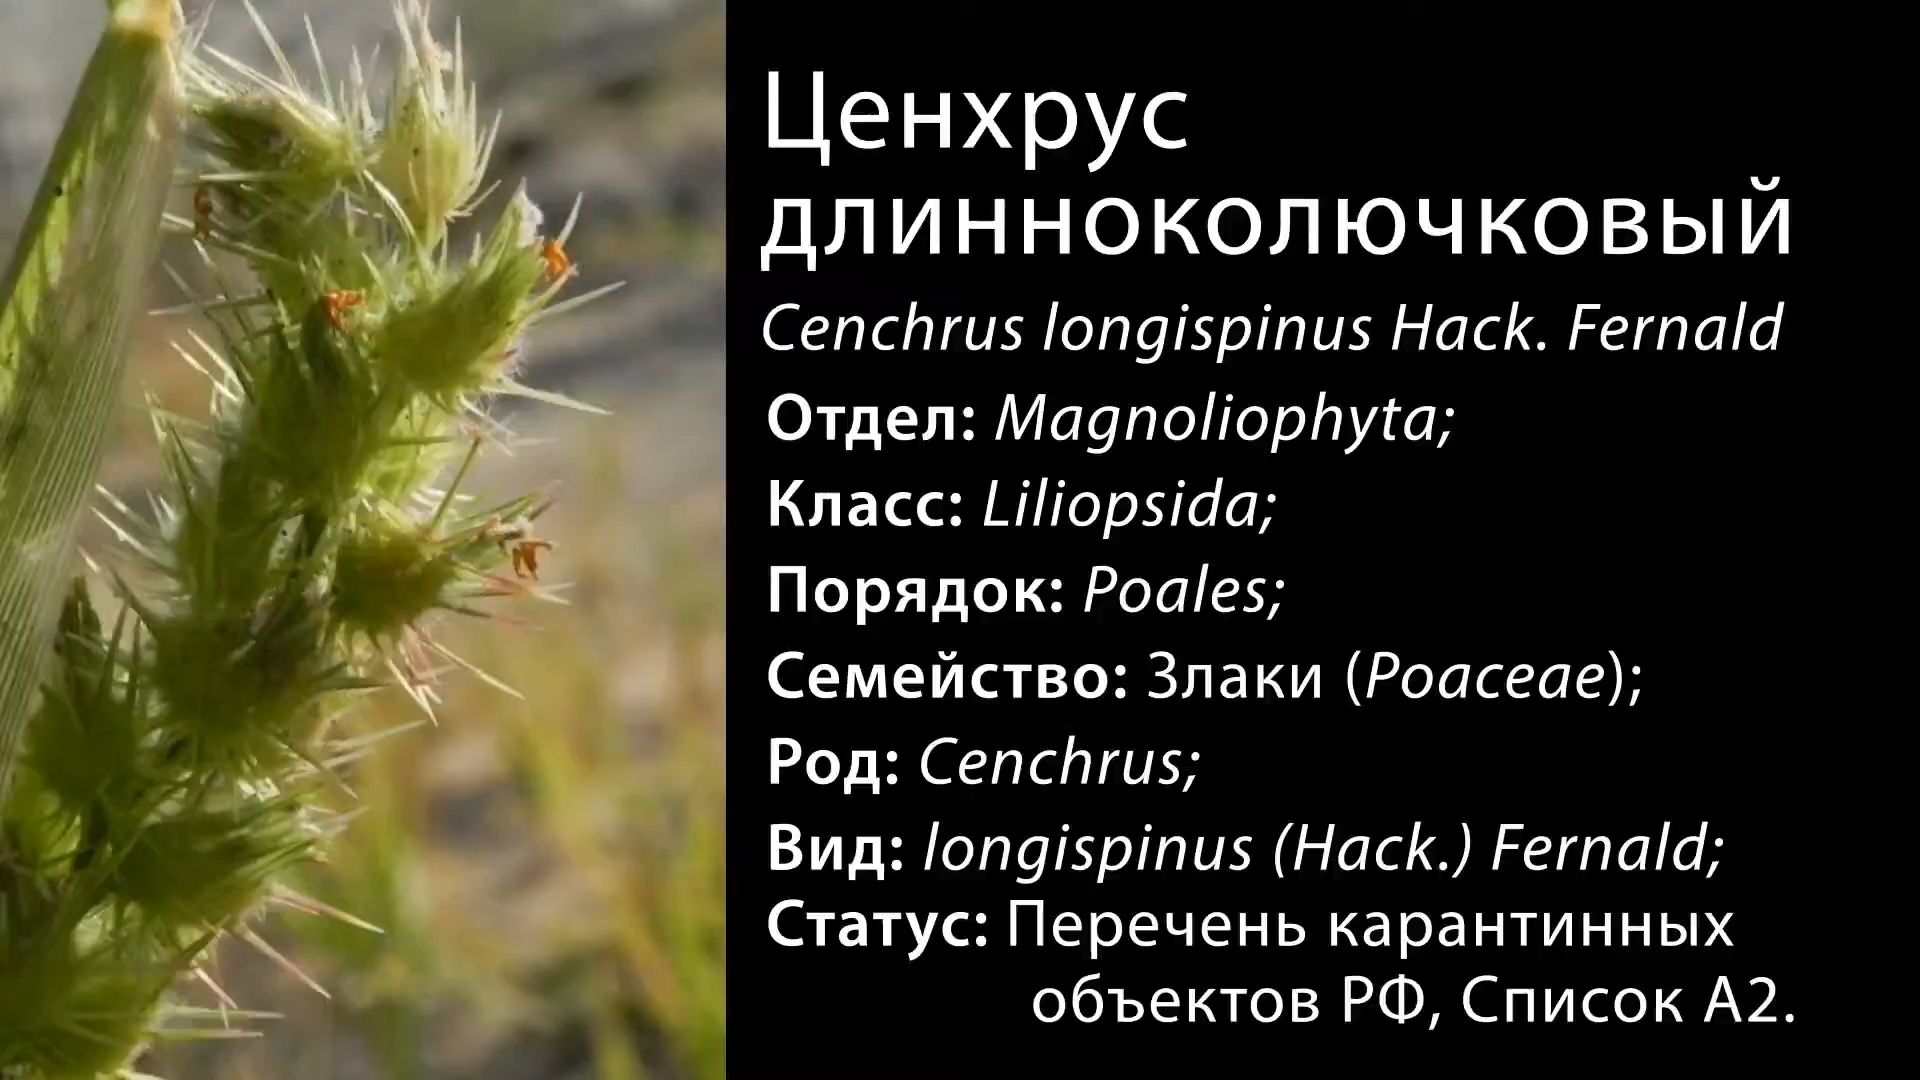 Ценхрус
длинноколючковый
Cenchrus longispinus Hack. Fernald
Отдел: Magnoliophyta;
Класс: Liliopsida;
Порядок: Poales;
Семейство: Злаки (Poaceae);
Род: Cenchrus;
Вид: longispinus (Hack.) Fernald;
Статус: Перечень карантинных
объектов РФ, Список А2.